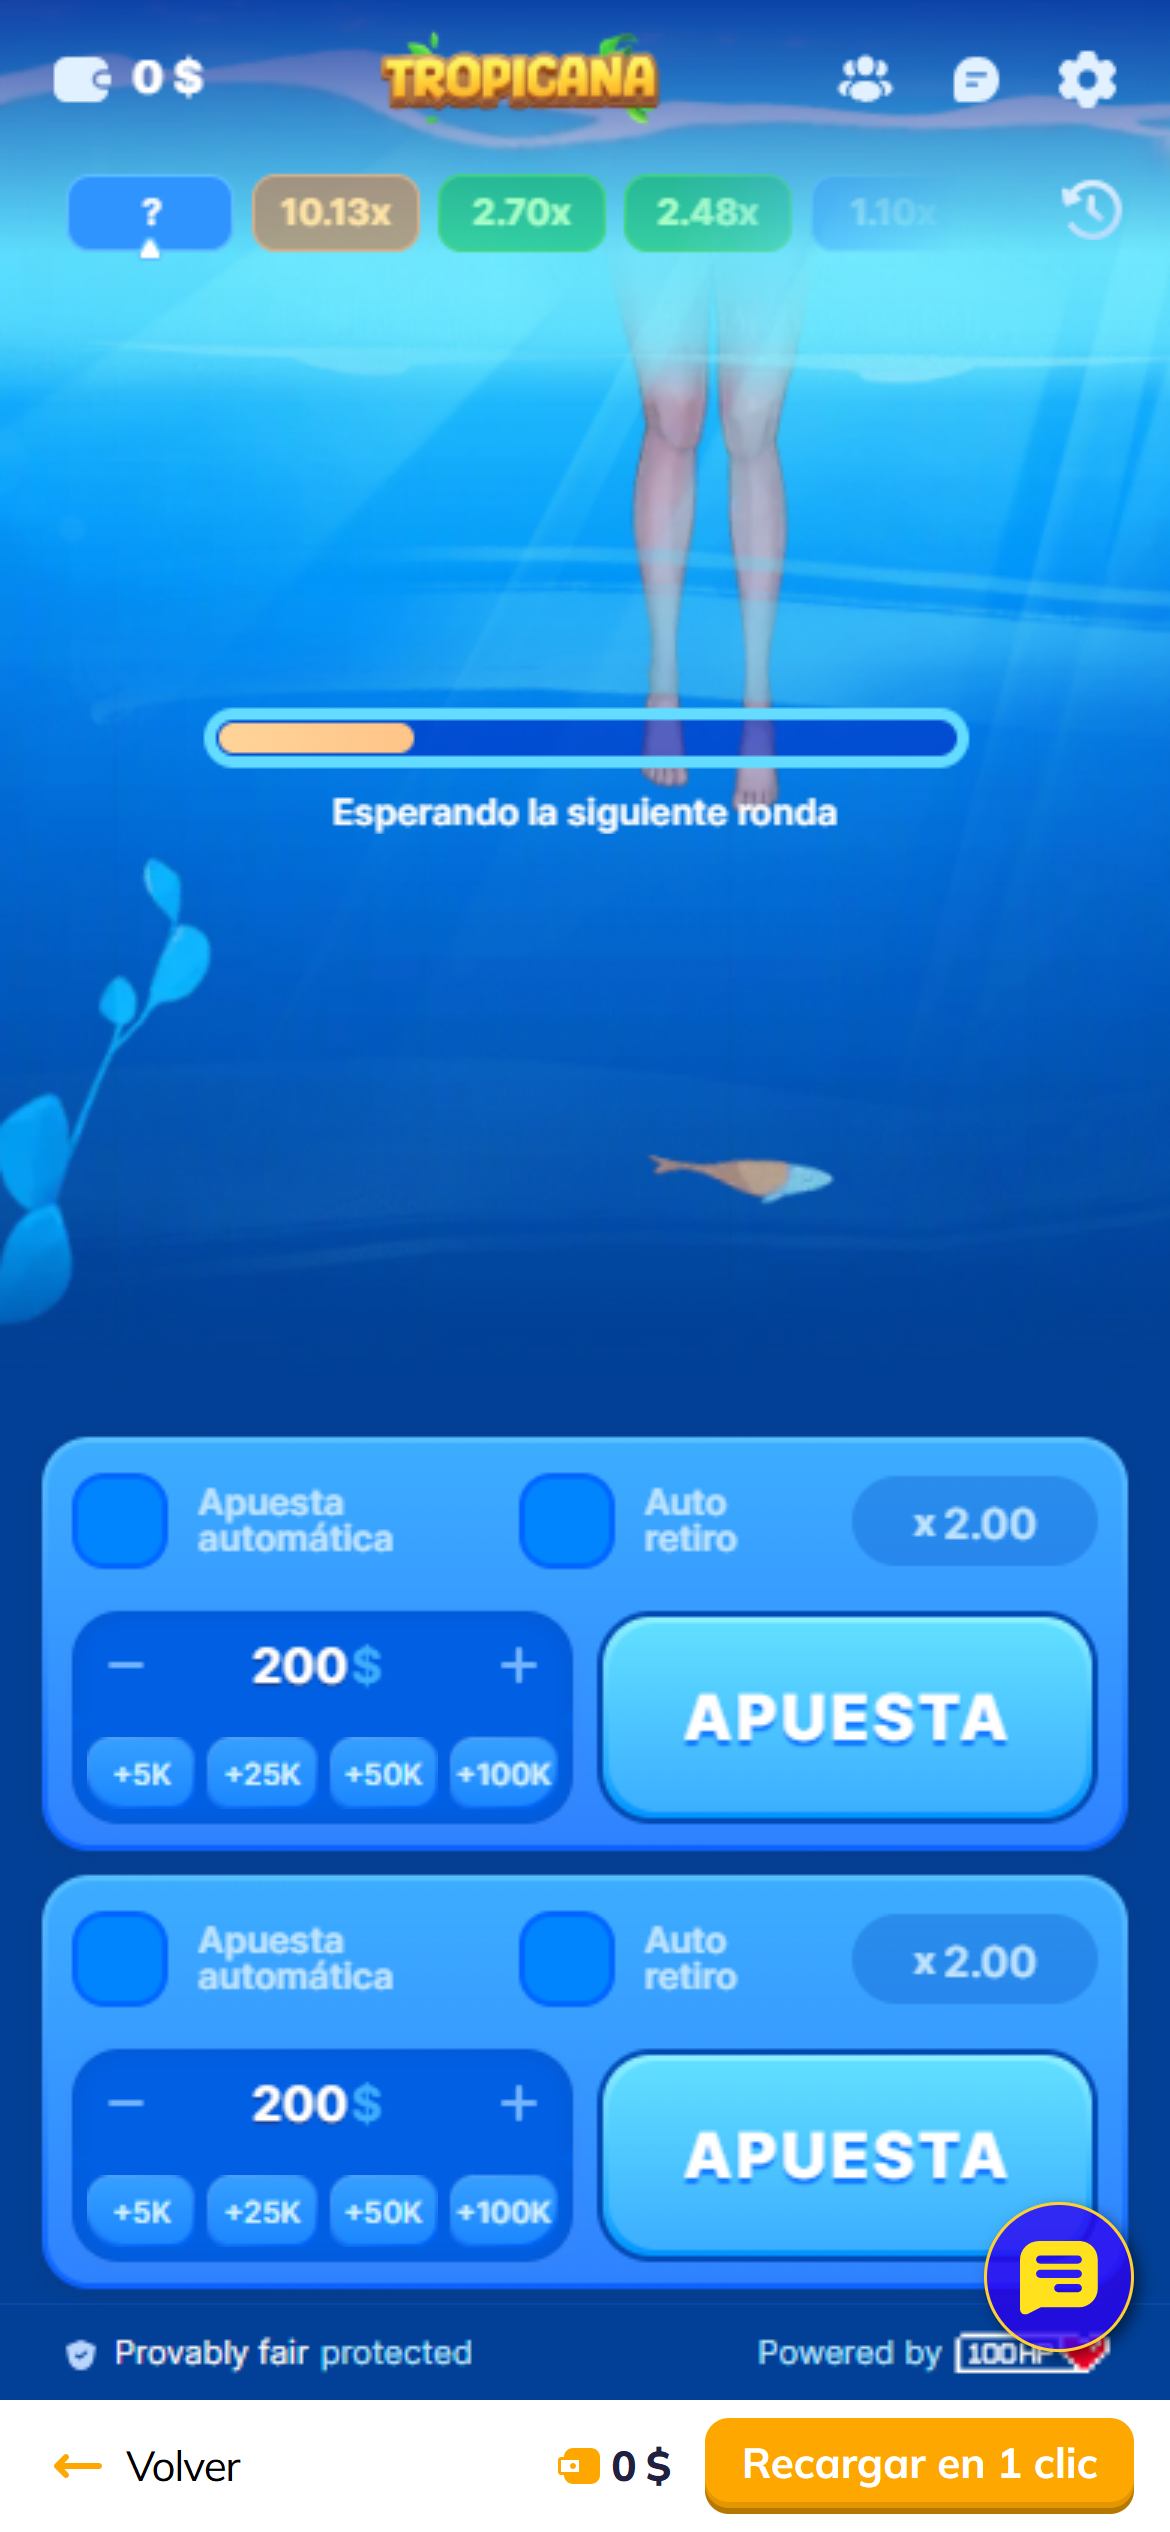 0 $
TROPICANA
?
10.13x
2.70x
2.48x
1.10x
Esperando la siguiente ronda
Apuesta
automática
Auto
retiro
x 2.00
200 $
+5K
+25K
+50K
+100K
APUESTA
Apuesta
automática
Auto
retiro
x 2.00
200 $
+5K
+25K
+50K
+100K
APUESTA
Provably fair protected
Powered by 100HP
Volver
0 $
Recargar en 1 clic